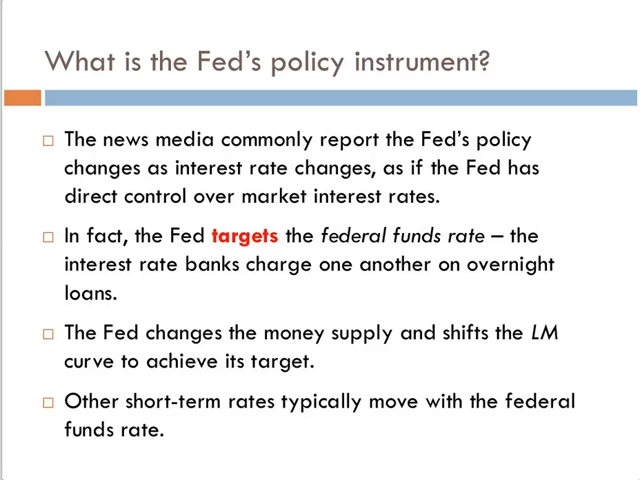 What is the Fed's policy instrument?
□ The news media commonly report the Fed's policy
changes as interest rate changes, as if the Fed has
direct control over market interest rates.
□ In fact, the Fed targets the federal funds rate – the
interest rate banks charge one another on overnight
loans.
□ The Fed changes the money supply and shifts the LM
curve to achieve its target.
□ Other short-term rates typically move with the federal
funds rate.